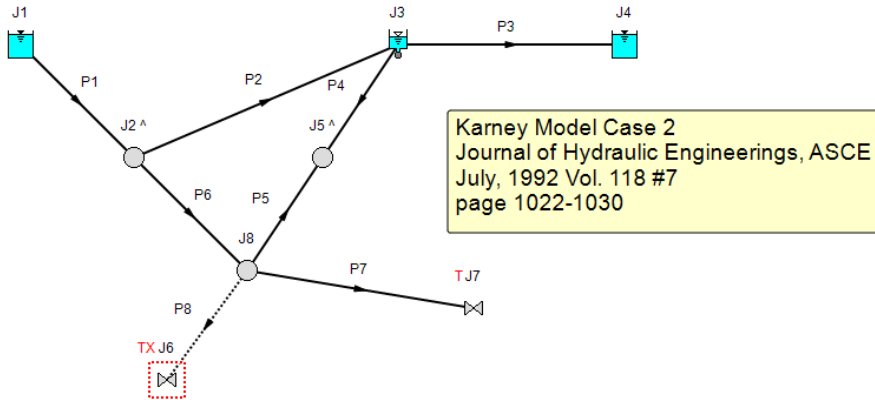 J1
J3
J4
P3
P1
P2
P4
J2 ^
J5 ^
Karney Model Case 2
Journal of Hydraulic Engineerings, ASCE
July, 1992 Vol. 118 #7
page 1022-1030
P6
P5
J8
P7
T J7
P8
TX J6